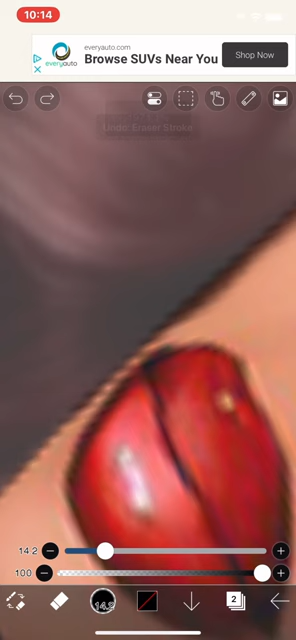 10:14
everyauto.com
Browse SUVs Near You
Shop Now
everyauto
Undo: Eraser Stroke
14.2
100
14.2
2